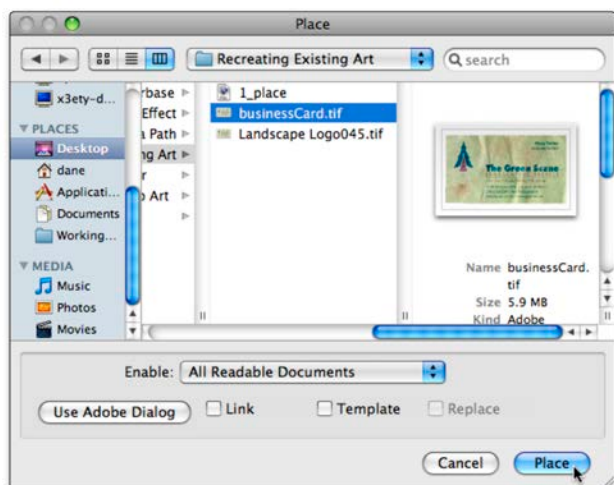 Place
Recreating Existing Art
search
x3ety-d...
PLACES
Desktop
dane
Applicati...
Documents
Working...
MEDIA
Music
Photos
Movies
rbase
Effect
Path
ng Art
r
Art
1_place
businessCard.tif
Landscape Logo045.tif
The Green Scene
Name businessCard.
tif
Size 5.9 MB
Kind Adobe
Enable: All Readable Documents
Use Adobe Dialog Link Template Replace
Cancel Place